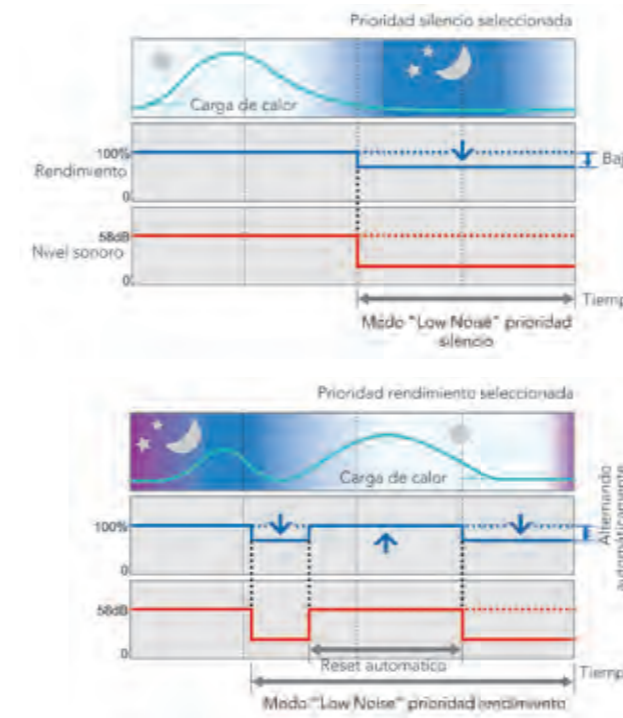 Prioridad silencio seleccionada
Carga de calor
100%
Rendimiento
0
Baj
58dB
Nivel sonoro
0
Tiemp
Modo "Low Noise" prioridad
silencio
Prioridad rendimiento seleccionada
Carga de calor
100%
0
Alternando
automáticamente
58dB
0
Reset automatico
Tiemp
Modo "Low Noise" prioridad rendimiento